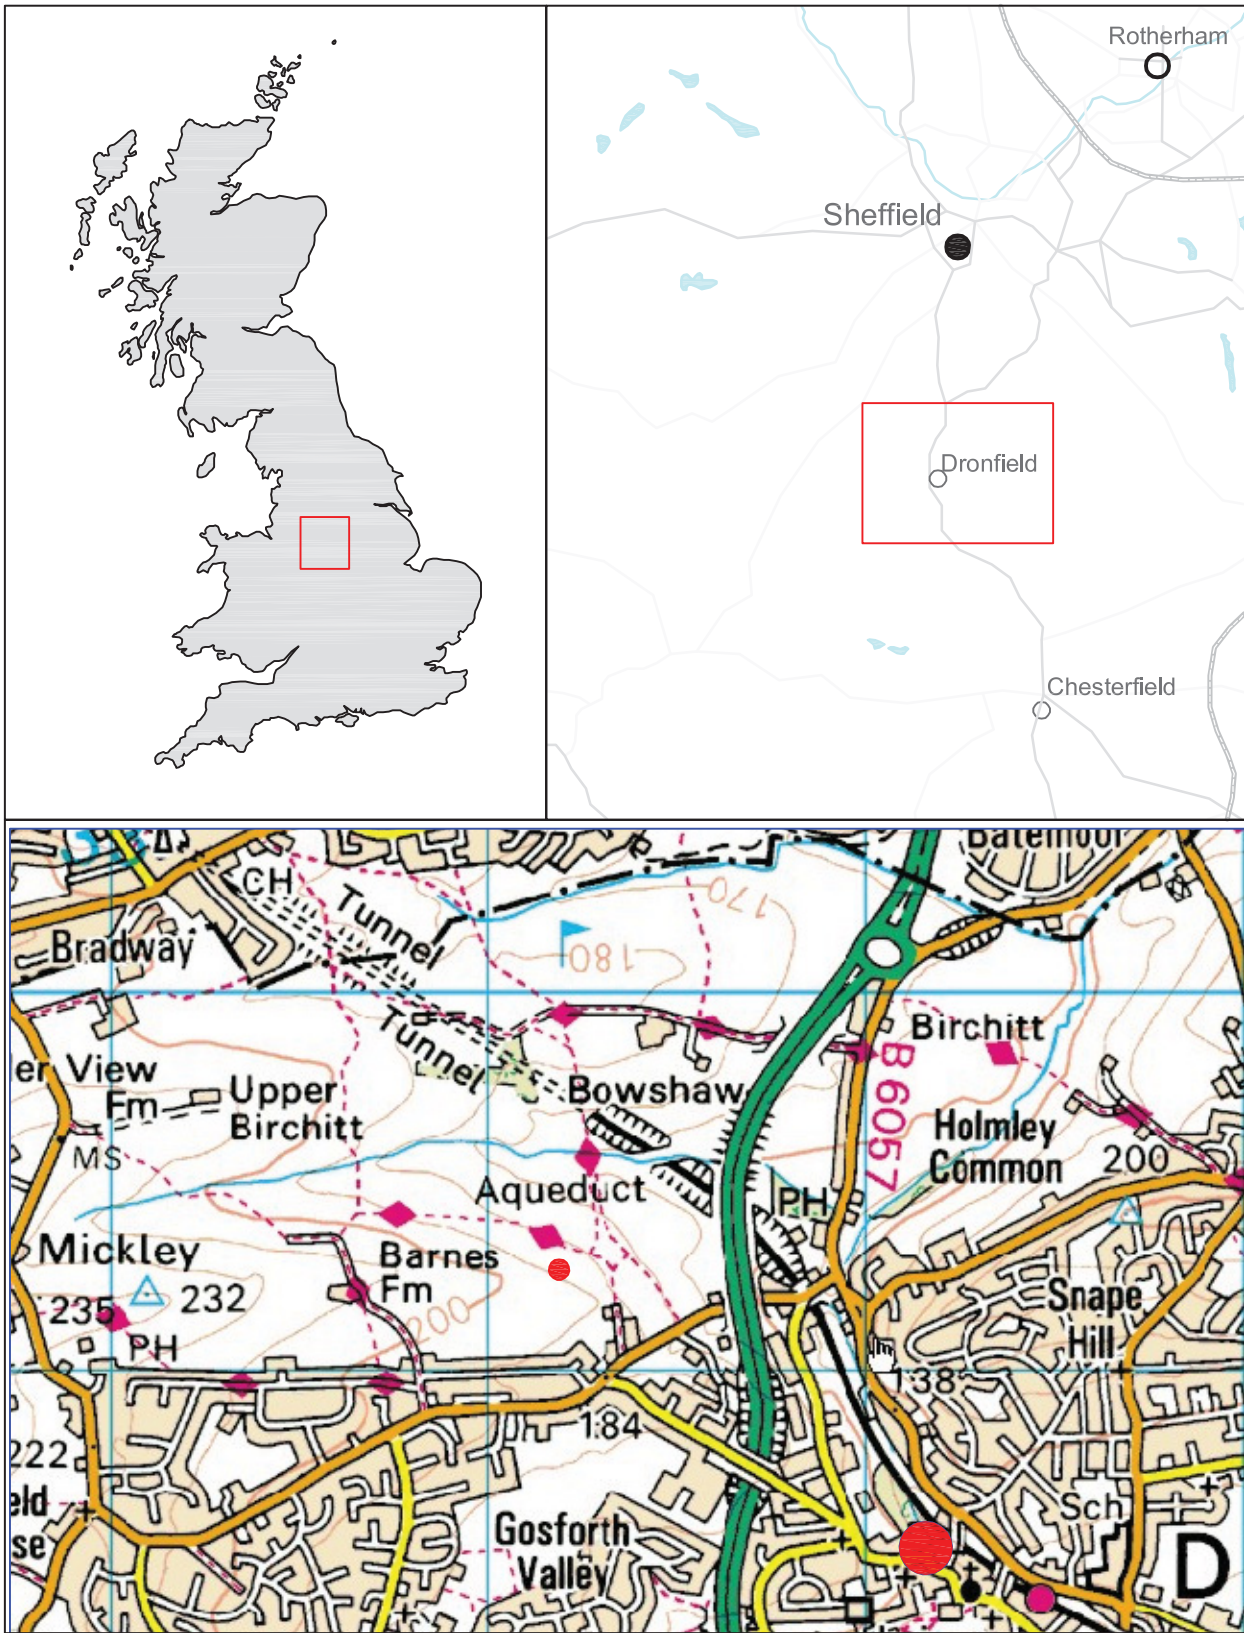 Rotherham
Sheffield
Dronfield
Chesterfield
Batemoor
CH
Tunnel
170
Bradway
180
Tunnel
Birchitt
er View
Fm
Upper
Birchitt
Bowshaw
B 6057
Holmley
Common
MS
200
Aqueduct
PH
Mickley
Barnes
Fm
235
232
200
Snape
Hill
PH
138
184
222
eld
se
Gosforth
Valley
Sch
D